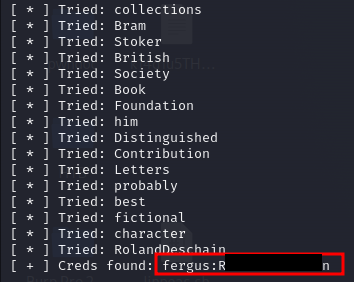 [ * ] Tried: collections
[ * ] Tried: Bram
[ * ] Tried: Stoker
[ * ] Tried: British
[ * ] Tried: Society
[ * ] Tried: Book
[ * ] Tried: Foundation
[ * ] Tried: him
[ * ] Tried: Distinguished
[ * ] Tried: Contribution
[ * ] Tried: Letters
[ * ] Tried: probably
[ * ] Tried: best
[ * ] Tried: fictional
[ * ] Tried: character
[ * ] Tried: RolandDeschain
[ + ] Creds found: fergus:R n